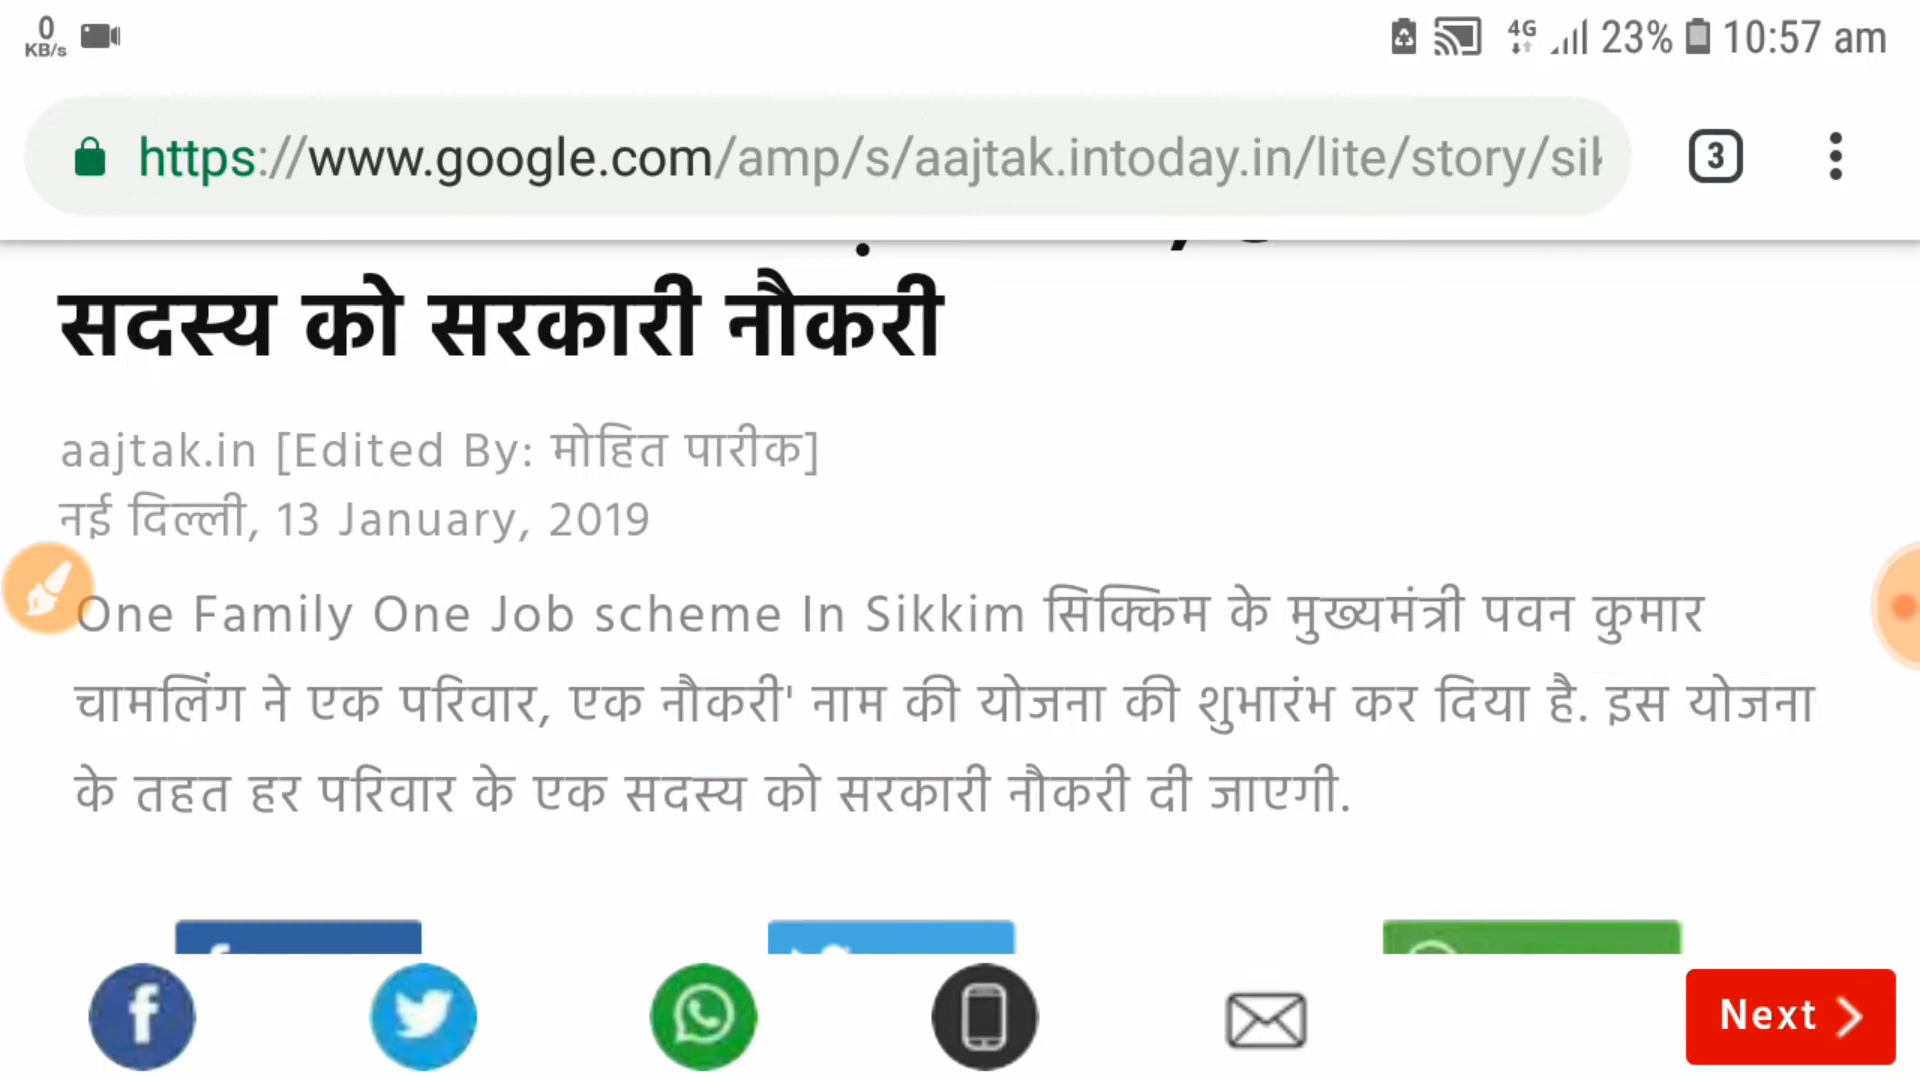 0
KB/s
4G
23%
10:57 am
https://www.google.com/amp/s/aajtak.intoday.in/lite/story/sik
3
सदस्य को सरकारी नौकरी
aajtak.in [Edited By: मोहित पारीक]
नई दिल्ली, 13 January, 2019
One Family One Job scheme In Sikkim सिक्किम के मुख्यमंत्री पवन कुमार
चामलिंग ने एक परिवार, एक नौकरी' नाम की योजना की शुभारंभ कर दिया है. इस योजना
के तहत हर परिवार के एक सदस्य को सरकारी नौकरी दी जाएगी.
Next